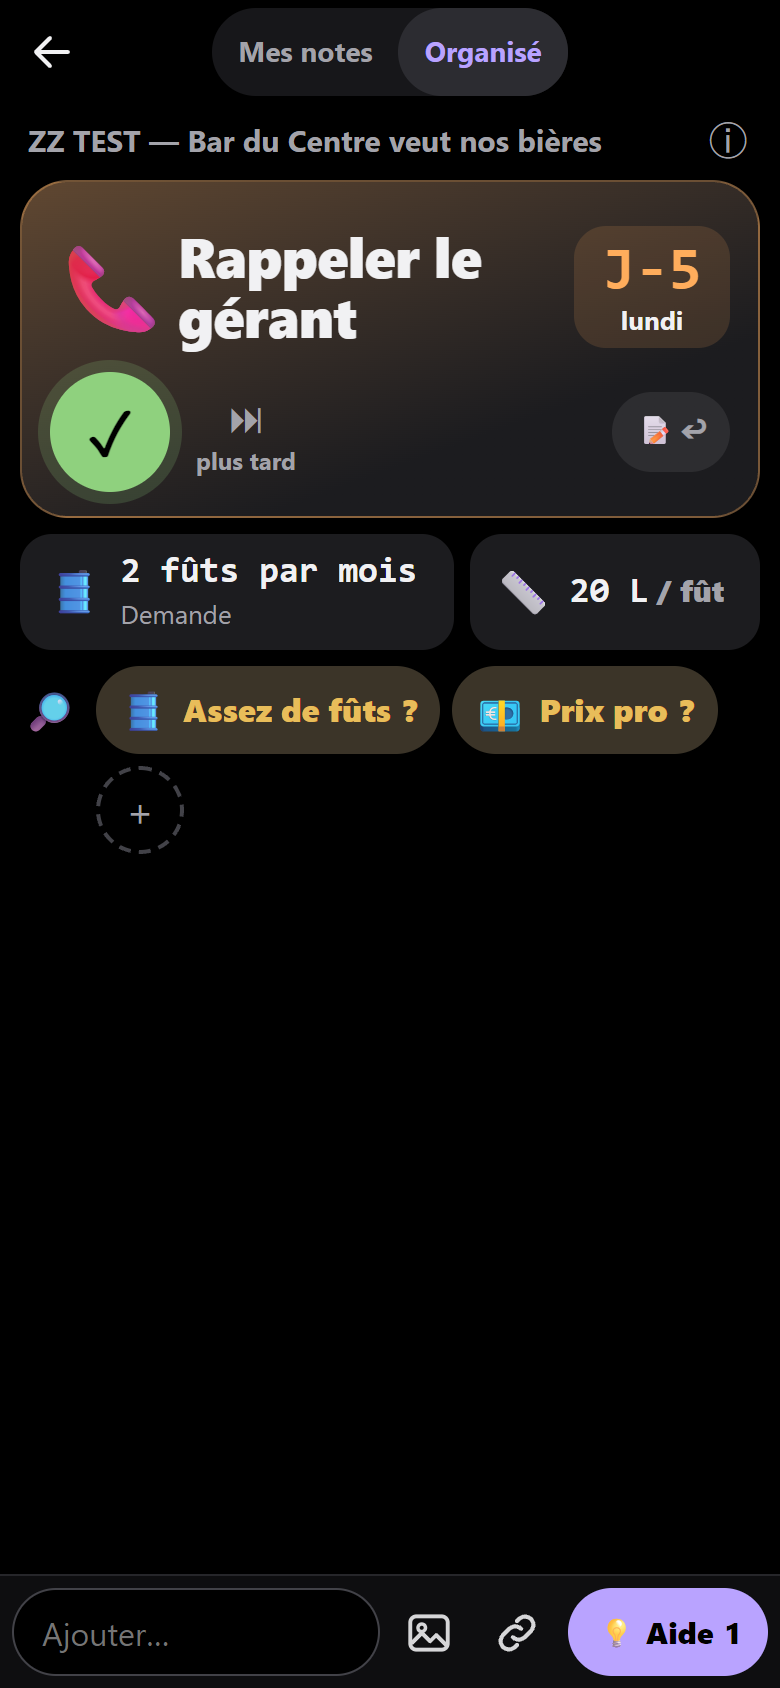 Mes notes
Organisé
ZZ TEST — Bar du Centre veut nos bières
Rappeler le
gérant
J-5
lundi
plus tard
2 fûts par mois
Demande
20 L / fût
Assez de fûts ?
Prix pro ?
+
Ajouter...
Aide 1